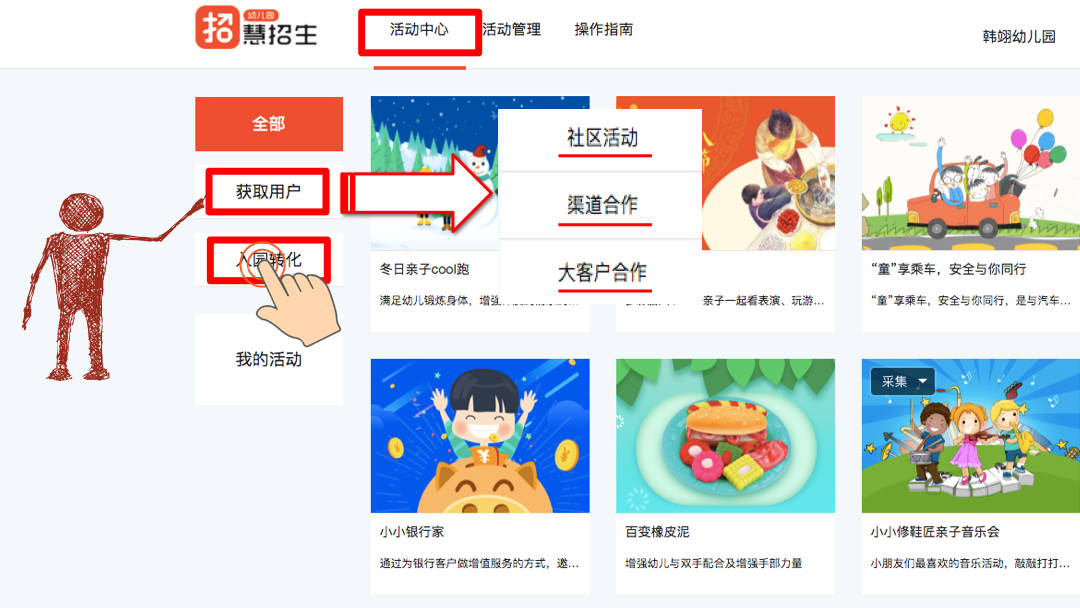 招
幼儿园
慧招生
活动中心
活动管理
操作指南
韩翊幼儿园
全部
获取用户
入园转化
我的活动
社区活动
渠道合作
大客户合作
冬日亲子cool跑
满足幼儿锻炼身体，增强
亲子一起看表演、玩游...
“童”享乘车，安全与你同行
“童”享乘车，安全与你同行，是与汽车...
采集
小小银行家
通过为银行客户做增值服务的方式，邀...
百变橡皮泥
增强幼儿与双手配合及增强手部力量
小小修鞋匠亲子音乐会
小朋友们最喜欢的音乐活动，敲敲打打...